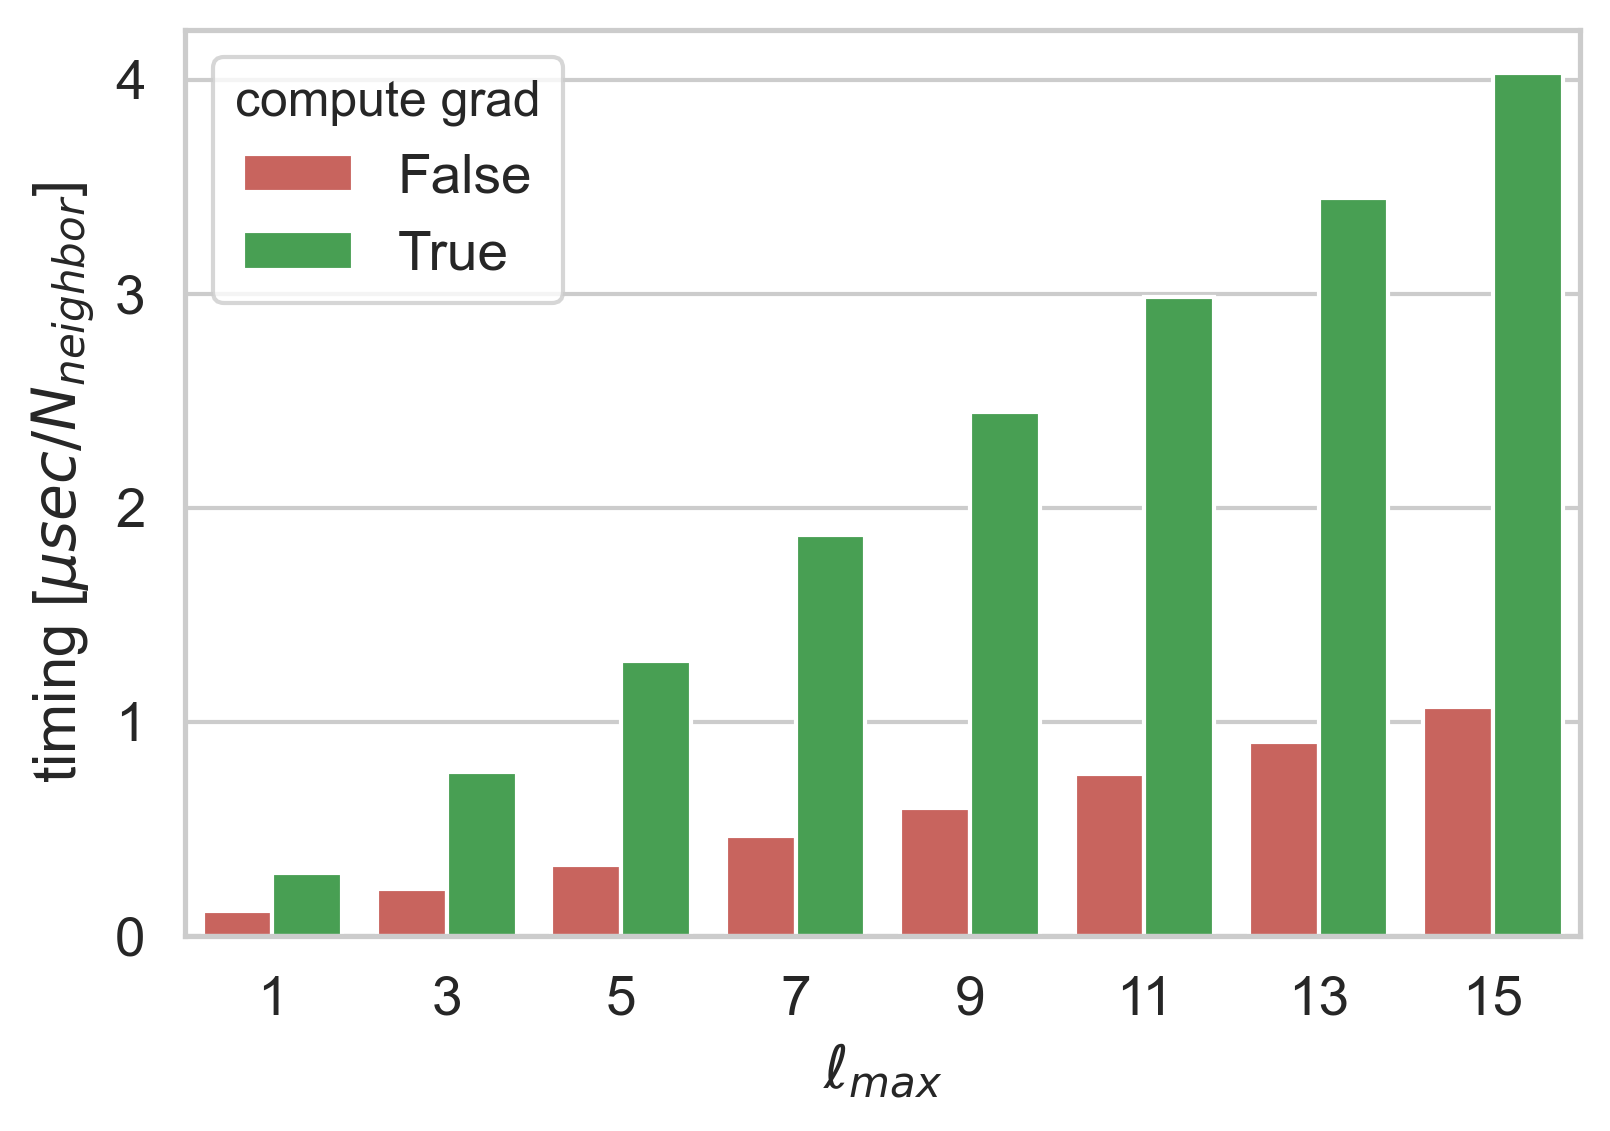 timing [μsec/N_neighbor]
4
3
2
1
0
compute grad
False
True
1 3 5 7 9 11 13 15
ℓ_max